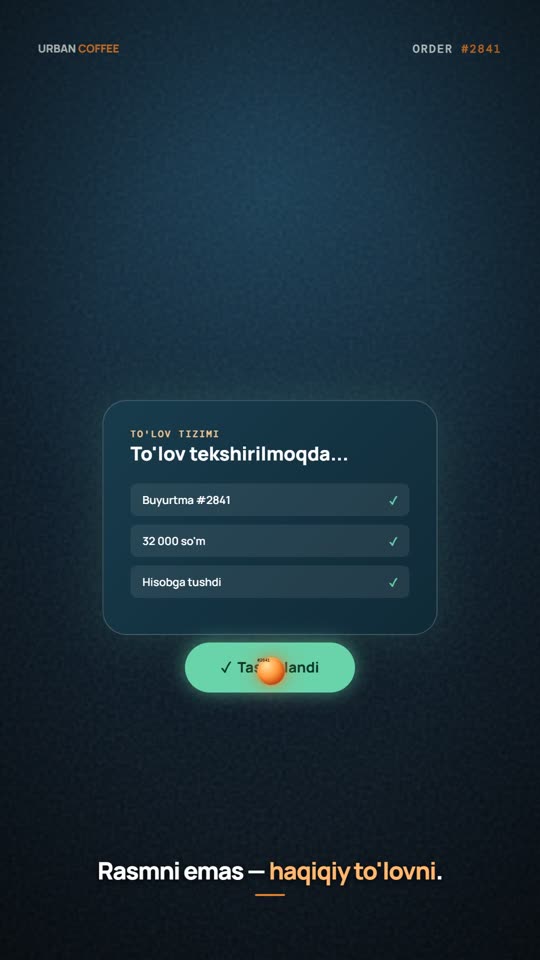 URBAN COFFEE
ORDER #2841
TO'LOV TIZIMI
To'lov tekshirilmoqda...
Buyurtma #2841 ✓
32 000 so'm ✓
Hisobga tushdi ✓
✓
#2841
Rasmni emas — haqiqiy to'lovni.